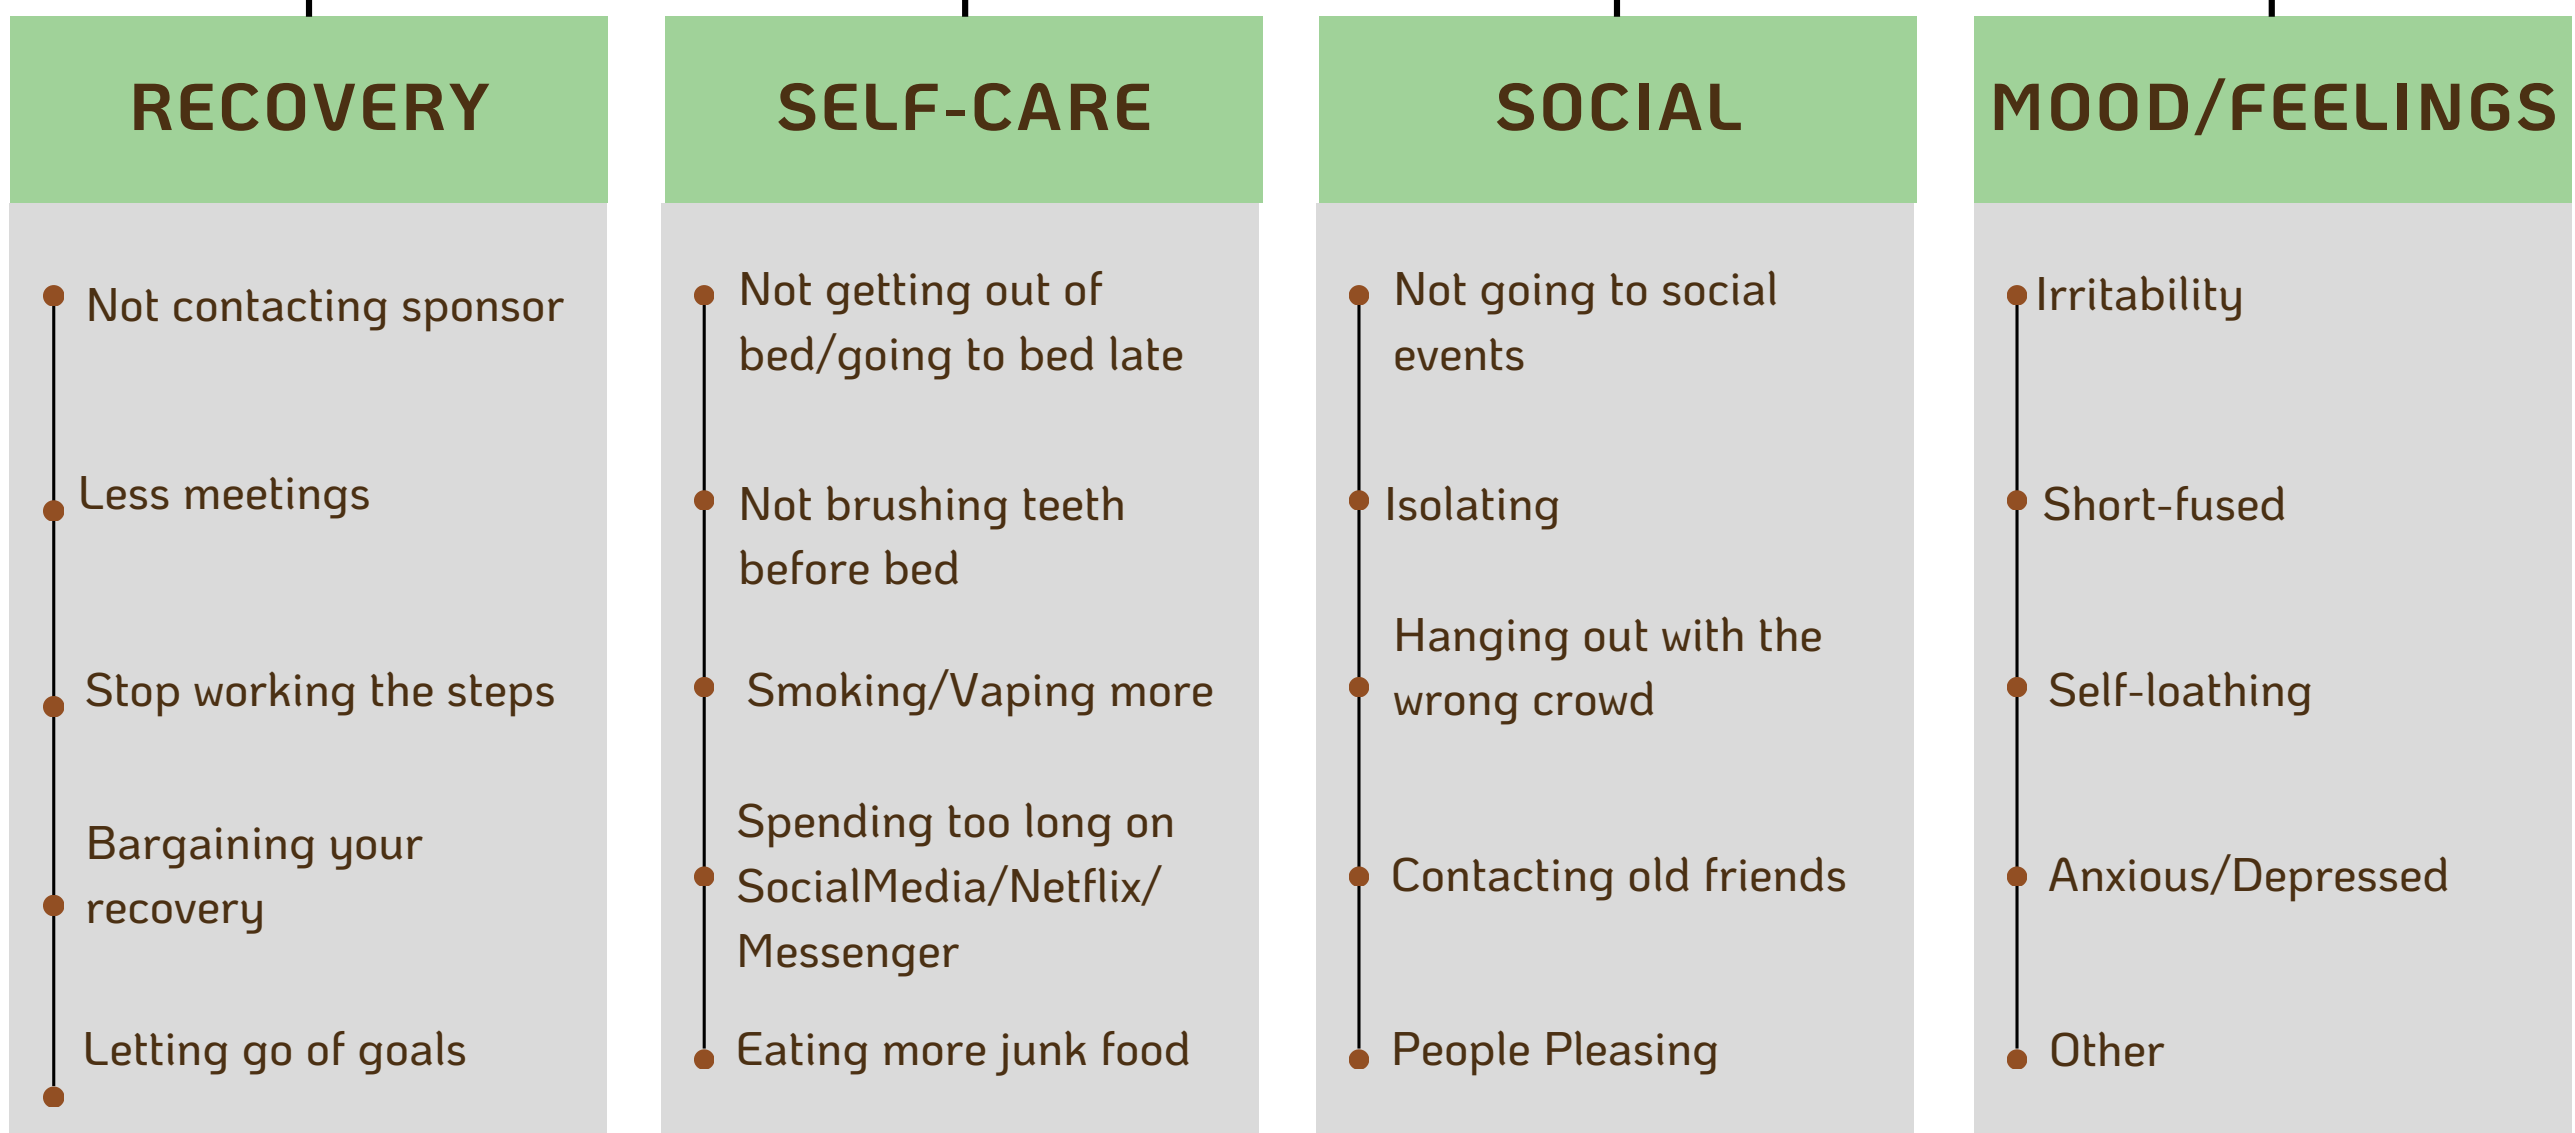 RECOVERY
Not contacting sponsor
Less meetings
Stop working the steps
Bargaining your
recovery
Letting go of goals
SELF-CARE
Not getting out of
bed/going to bed late
Not brushing teeth
before bed
Smoking/Vaping more
Spending too long on
SocialMedia/Netflix/
Messenger
Eating more junk food
SOCIAL
Not going to social
events
Isolating
Hanging out with the
wrong crowd
Contacting old friends
People Pleasing
MOOD/FEELINGS
Irritability
Short-fused
Self-loathing
Anxious/Depressed
Other